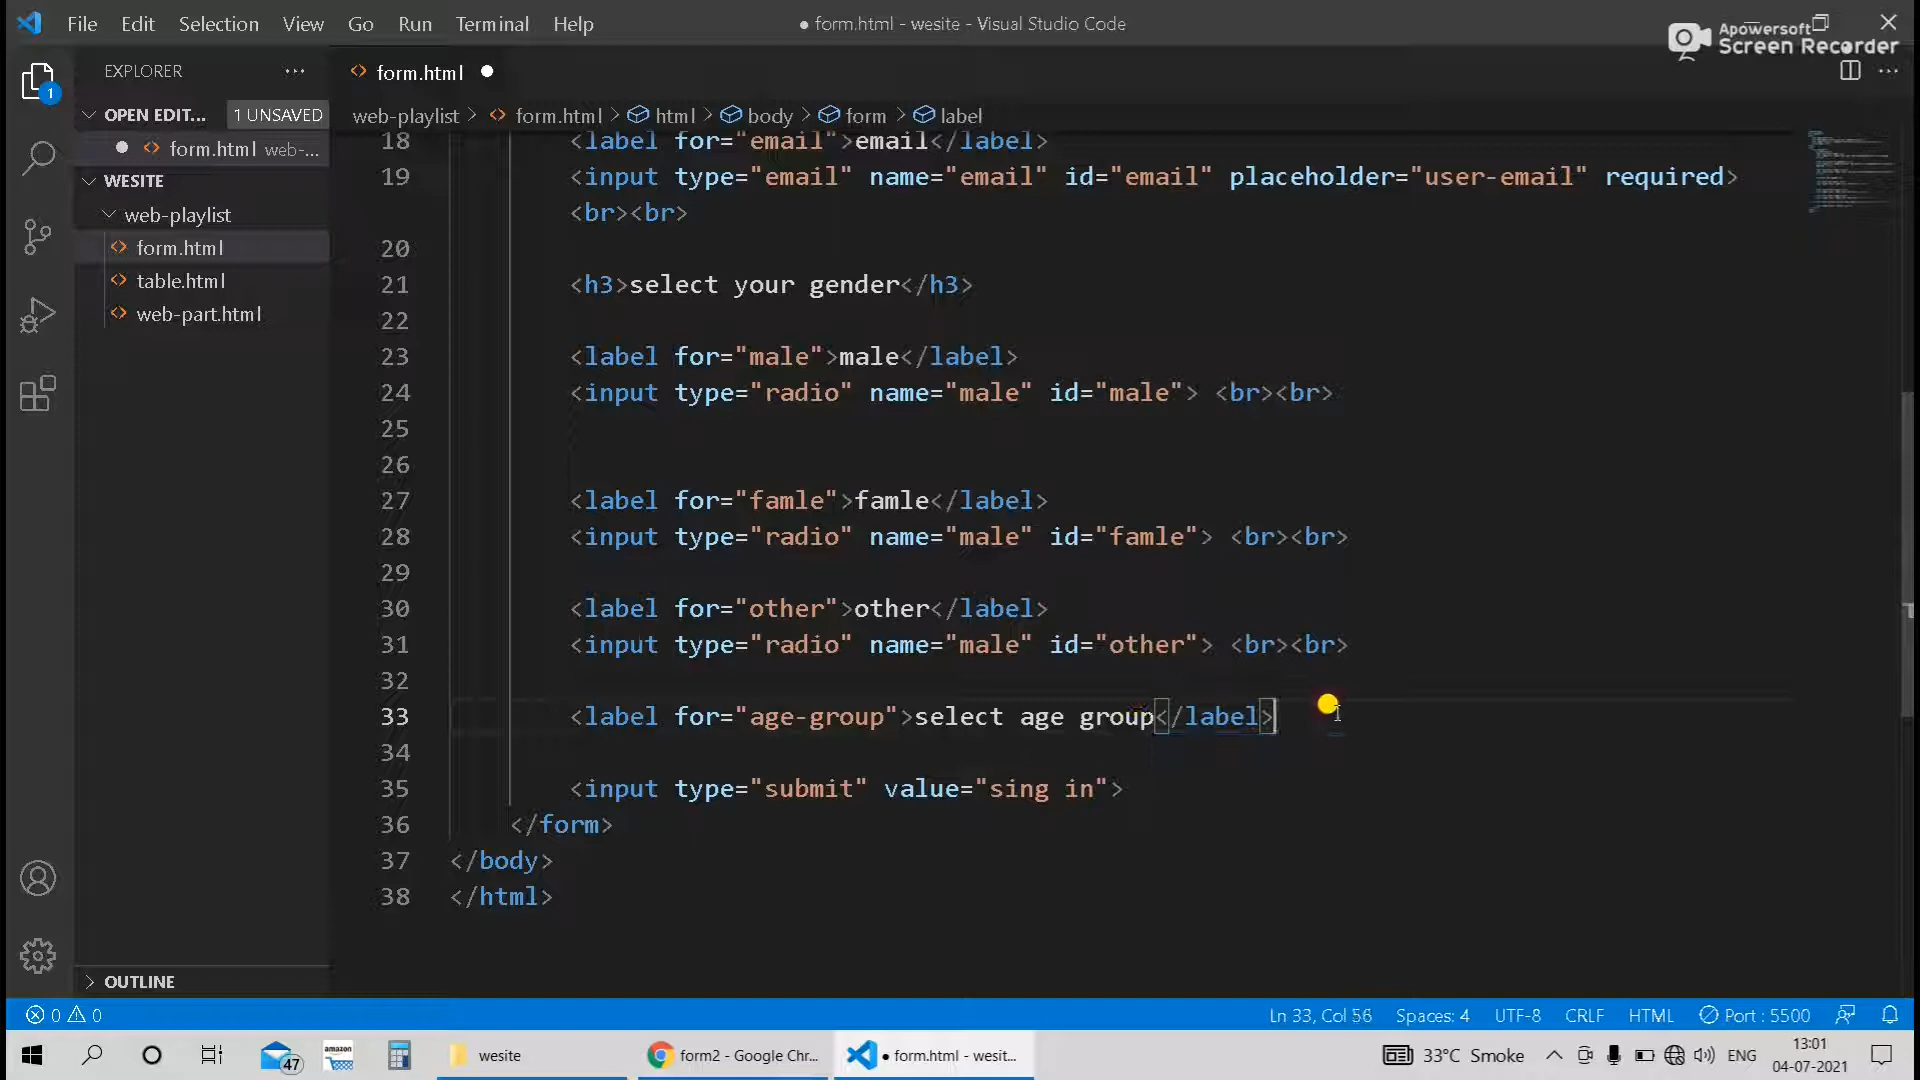 File Edit Selection View Go Run Terminal Help
● form.html - wesite - Visual Studio Code
Apowersoft
Screen Recorder
EXPLORER ···
form.html ●
1
OPEN EDIT... 1 UNSAVED
● form.html web-...
web-playlist > form.html > html > body > form > label
WESITE
web-playlist
form.html
table.html
web-part.html
18 <label for="email">email</label>
19 <input type="email" name="email" id="email" placeholder="user-email" required>
<br><br>
20
21 <h3>select your gender</h3>
22
23 <label for="male">male</label>
24 <input type="radio" name="male" id="male"> <br><br>
25
26
27 <label for="famle">famle</label>
28 <input type="radio" name="male" id="famle"> <br><br>
29
30 <label for="other">other</label>
31 <input type="radio" name="male" id="other"> <br><br>
32
33 <label for="age-group">select age group</label>
34
35 <input type="submit" value="sing in">
36 </form>
37 </body>
38 </html>
OUTLINE
0 0 Ln 33, Col 56 Spaces: 4 UTF-8 CRLF HTML Port : 5500
47 amazon wesite form2 - Google Chr... ● form.html - wesit... 33°C Smoke ENG 13:01
04-07-2021